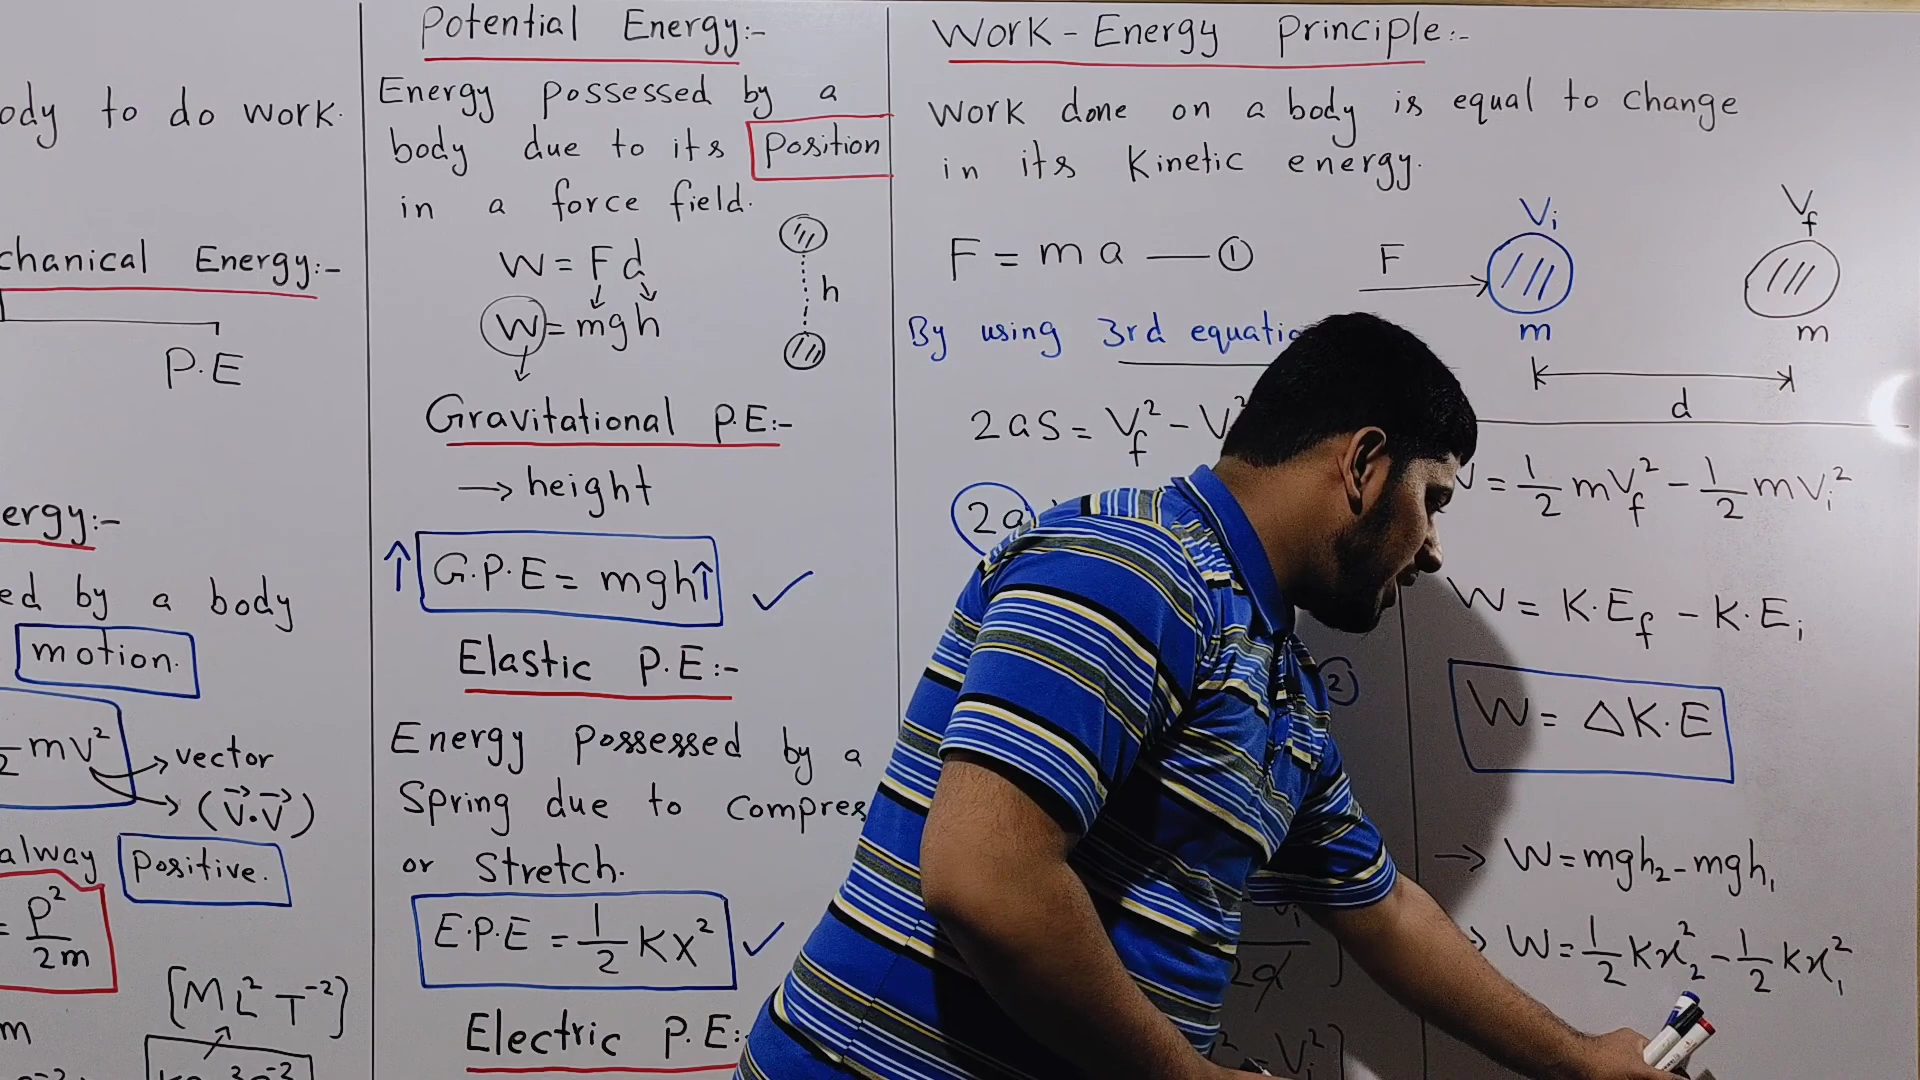 ody to do work.
chanical Energy:-
P.E
ergy:-
ed by a body
motion.
mv²
vector
(V⃗.V⃗)
alway positive.
= P²/2m
[ML²T⁻²]
m
Potential Energy:-
Energy possessed by a
body due to its position
in a force field.
W = Fd
h
W = mgh
Gravitational P.E:-
→ height
↑ G.P.E = mgh↑ ✓
Elastic P.E:-
Energy possessed by a
Spring due to compres
or stretch.
E.P.E = 1/2 Kx² ✓
Electric P.E:
Work-Energy Principle:-
Work done on a body is equal to change
in its kinetic energy.
F = ma —— ①
By using 3rd equatio
2aS = Vf² - V
2a
2
2a
Vi²
F
Vi
Vf
m
m
d
= 1/2 mVf² - 1/2 mVi²
W = K.Ef - K.Ei
W = ΔK.E
→ W = mgh₂ - mgh₁
W = 1/2 Kx₂² - 1/2 Kx₁²